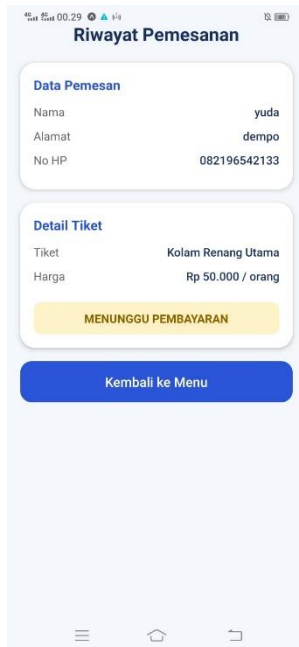 00.29
Riwayat Pemesanan
Data Pemesan
Nama yuda
Alamat dempo
No HP 082196542133
Detail Tiket
Tiket Kolam Renang Utama
Harga Rp 50.000 / orang
MENUNGGU PEMBAYARAN
Kembali ke Menu